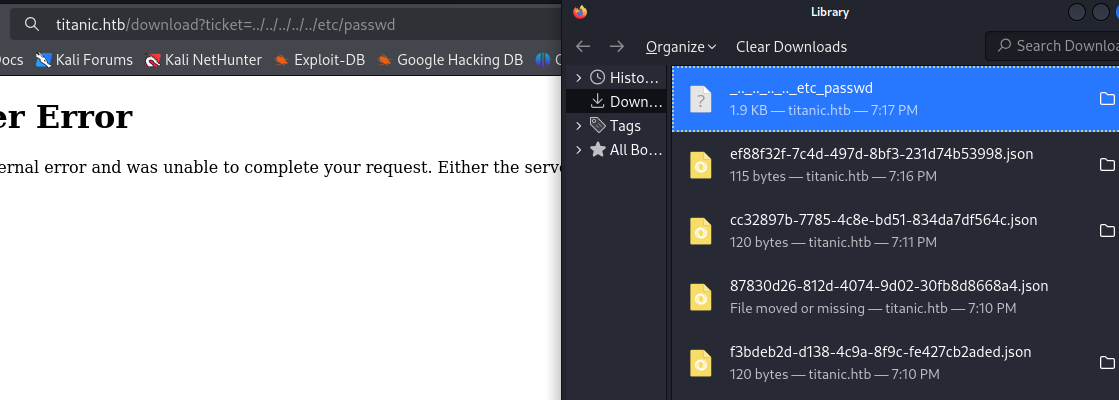 titanic.htb/download?ticket=../../../../../etc/passwd
ocs Kali Forums Kali NetHunter Exploit-DB Google Hacking DB
er Error
ernal error and was unable to complete your request. Either the serve
Library
Organize Clear Downloads Search Downloa
Histo...
Down...
Tags
All Bo...
_.._.._.._.._etc_passwd
1.9 KB — titanic.htb — 7:17 PM
ef88f32f-7c4d-497d-8bf3-231d74b53998.json
115 bytes — titanic.htb — 7:16 PM
cc32897b-7785-4c8e-bd51-834da7df564c.json
120 bytes — titanic.htb — 7:11 PM
87830d26-812d-4074-9d02-30fb8d8668a4.json
File moved or missing — titanic.htb — 7:10 PM
f3bdeb2d-d138-4c9a-8f9c-fe427cb2aded.json
120 bytes — titanic.htb — 7:10 PM